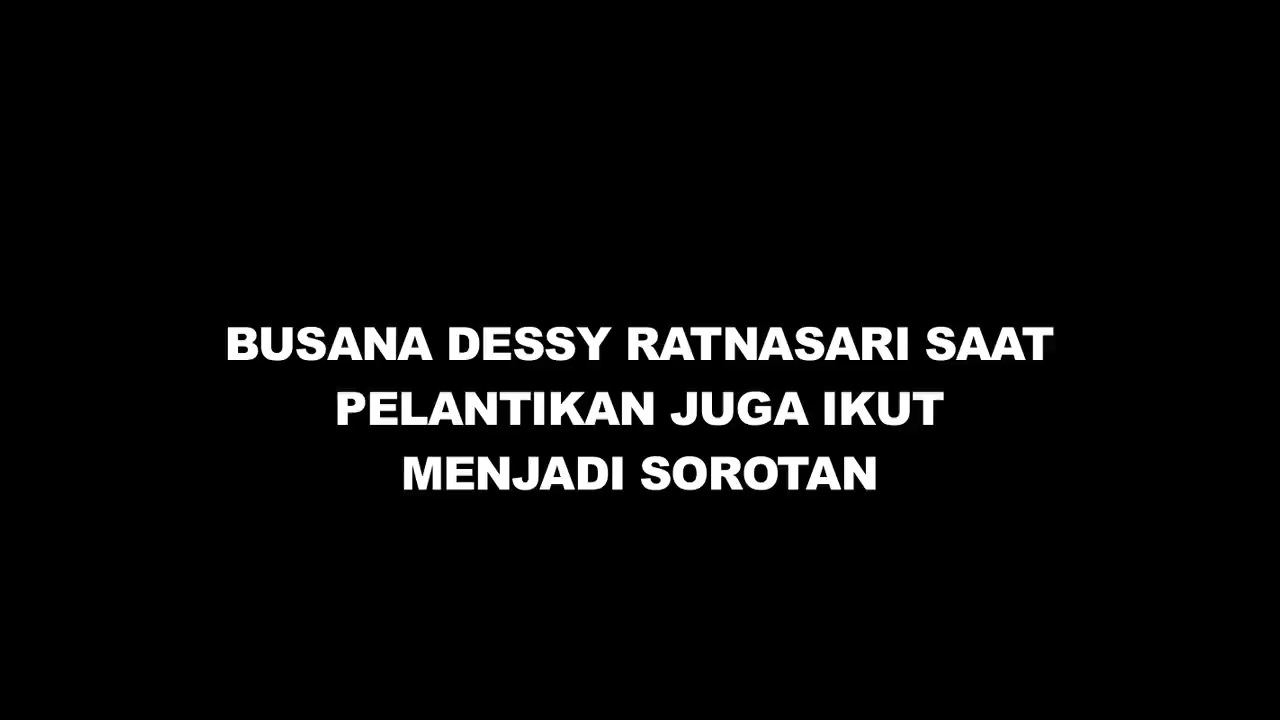 BUSANA DESSY RATNASARI SAAT
PELANTIKAN JUGA IKUT
MENJADI SOROTAN